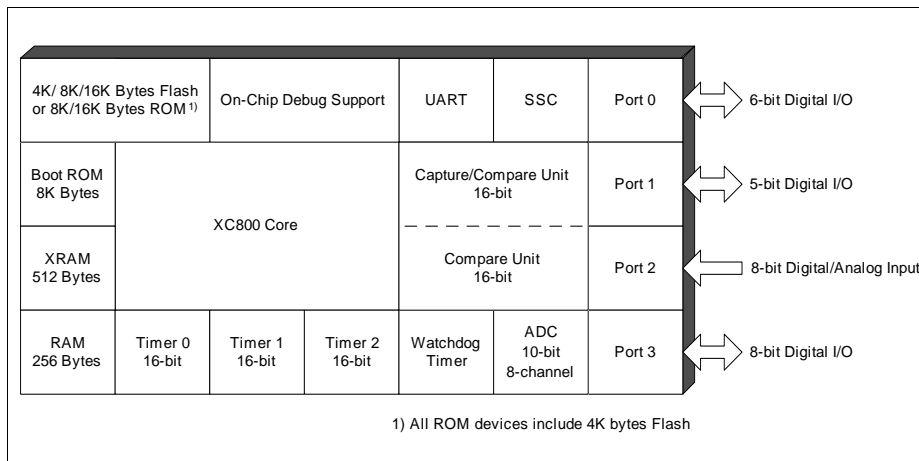 4K/ 8K/16K Bytes Flash
or 8K/16K Bytes ROM1)
On-Chip Debug Support
UART
SSC
Port 0
6-bit Digital I/O
Boot ROM
8K Bytes
XC800 Core
Capture/Compare Unit
16-bit
Port 1
5-bit Digital I/O
XRAM
512 Bytes
Compare Unit
16-bit
Port 2
8-bit Digital/Analog Input
RAM
256 Bytes
Timer 0
16-bit
Timer 1
16-bit
Timer 2
16-bit
Watchdog
Timer
ADC
10-bit
8-channel
Port 3
8-bit Digital I/O
1) All ROM devices include 4K bytes Flash